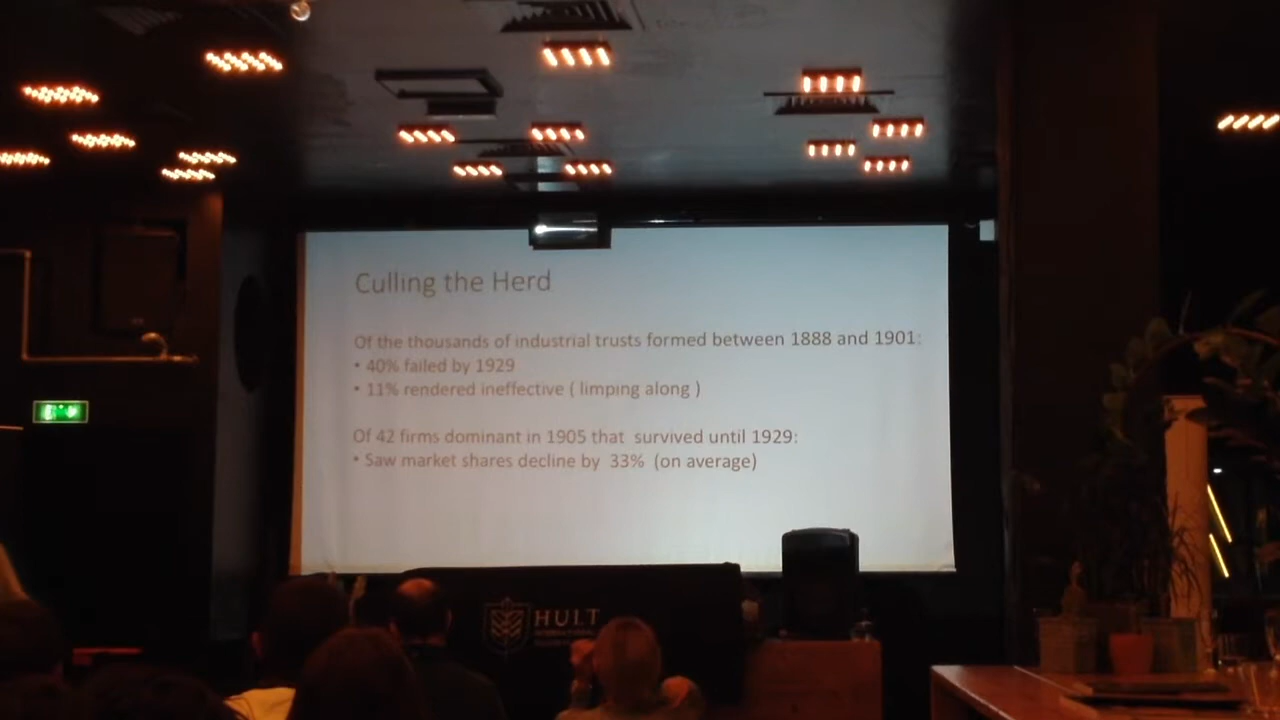 Culling the Herd
Of the thousands of industrial trusts formed between 1888 and 1901:
• 40% failed by 1929
• 11% rendered ineffective ( limping along )
Of 42 firms dominant in 1905 that survived until 1929:
• Saw market shares decline by 33% (on average)
HULT
INTERNATIONAL